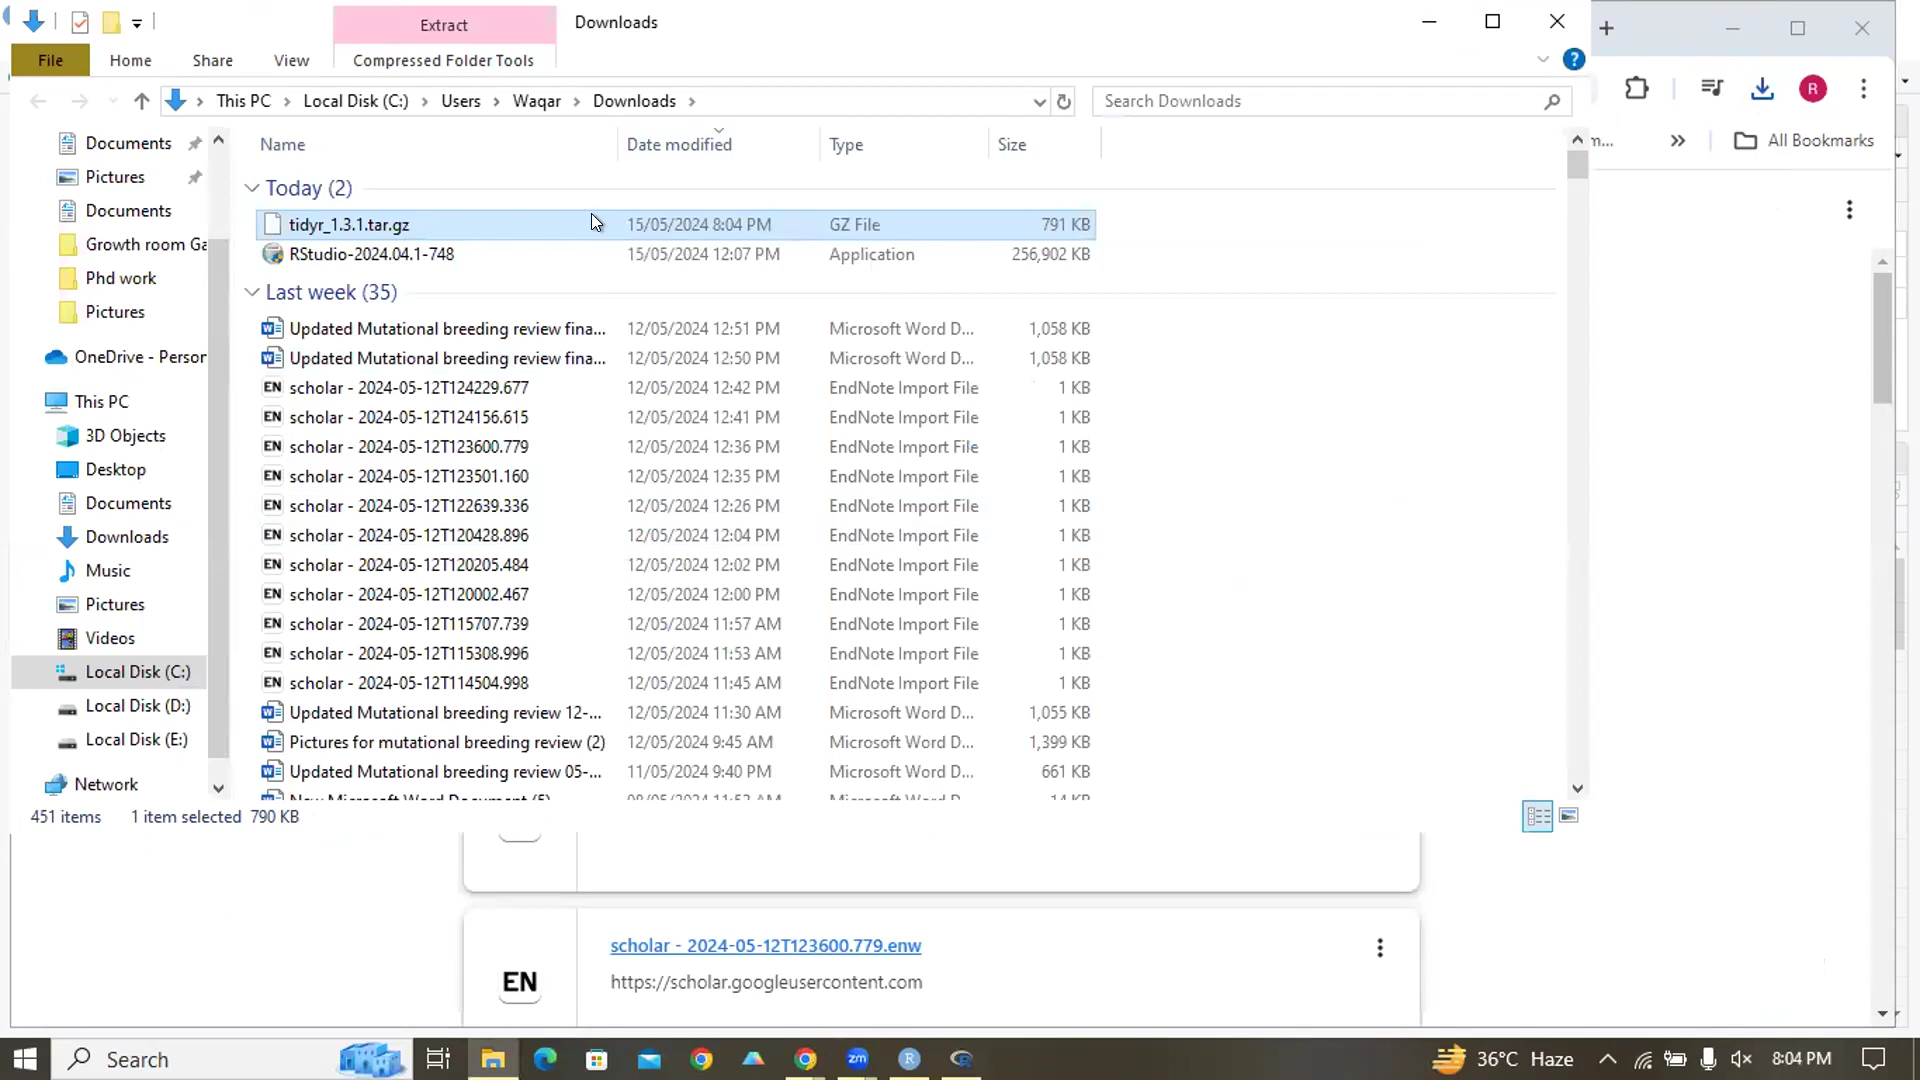 Extract
Downloads
File
Home
Share
View
Compressed Folder Tools
This PC
Local Disk (C:)
Users
Waqar
Downloads
Search Downloads
R
m...
All Bookmarks
Name
Date modified
Type
Size
Documents
Pictures
Documents
Growth room Ga
Phd work
Pictures
OneDrive - Person
This PC
3D Objects
Desktop
Documents
Downloads
Music
Pictures
Videos
Local Disk (C:)
Local Disk (D:)
Local Disk (E:)
Network
Today (2)
tidyr_1.3.1.tar.gz 15/05/2024 8:04 PM GZ File 791 KB
RStudio-2024.04.1-748 15/05/2024 12:07 PM Application 256,902 KB
Last week (35)
Updated Mutational breeding review fina... 12/05/2024 12:51 PM Microsoft Word D... 1,058 KB
Updated Mutational breeding review fina... 12/05/2024 12:50 PM Microsoft Word D... 1,058 KB
EN scholar - 2024-05-12T124229.677 12/05/2024 12:42 PM EndNote Import File 1 KB
EN scholar - 2024-05-12T124156.615 12/05/2024 12:41 PM EndNote Import File 1 KB
EN scholar - 2024-05-12T123600.779 12/05/2024 12:36 PM EndNote Import File 1 KB
EN scholar - 2024-05-12T123501.160 12/05/2024 12:35 PM EndNote Import File 1 KB
EN scholar - 2024-05-12T122639.336 12/05/2024 12:26 PM EndNote Import File 1 KB
EN scholar - 2024-05-12T120428.896 12/05/2024 12:04 PM EndNote Import File 1 KB
EN scholar - 2024-05-12T120205.484 12/05/2024 12:02 PM EndNote Import File 1 KB
EN scholar - 2024-05-12T120002.467 12/05/2024 12:00 PM EndNote Import File 1 KB
EN scholar - 2024-05-12T115707.739 12/05/2024 11:57 AM EndNote Import File 1 KB
EN scholar - 2024-05-12T115308.996 12/05/2024 11:53 AM EndNote Import File 1 KB
EN scholar - 2024-05-12T114504.998 12/05/2024 11:45 AM EndNote Import File 1 KB
Updated Mutational breeding review 12-... 12/05/2024 11:30 AM Microsoft Word D... 1,055 KB
Pictures for mutational breeding review (2) 12/05/2024 9:45 AM Microsoft Word D... 1,399 KB
Updated Mutational breeding review 05-... 11/05/2024 9:40 PM Microsoft Word D... 661 KB
New Microsoft Word Document (5) 08/05/2024 11:53 AM Microsoft Word D... 14 KB
451 items 1 item selected 790 KB
EN
scholar - 2024-05-12T123600.779.enw
https://scholar.googleusercontent.com
Search
zm
R
36°C Haze
8:04 PM